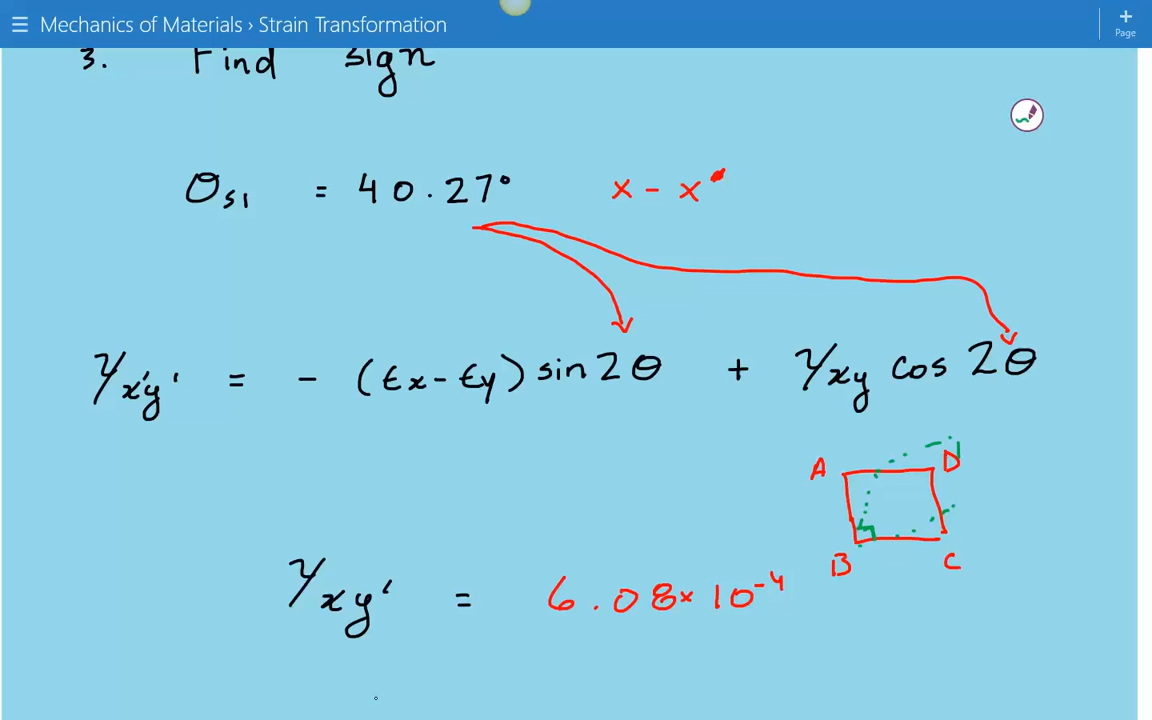 Mechanics of Materials › Strain Transformation
Page
3. Find sign
θs1 = 40.27° x - x'
γx'y' = - (εx - εy) sin 2θ + γxy cos 2θ
A D
B C
γxy' = 6.08 × 10⁻⁴